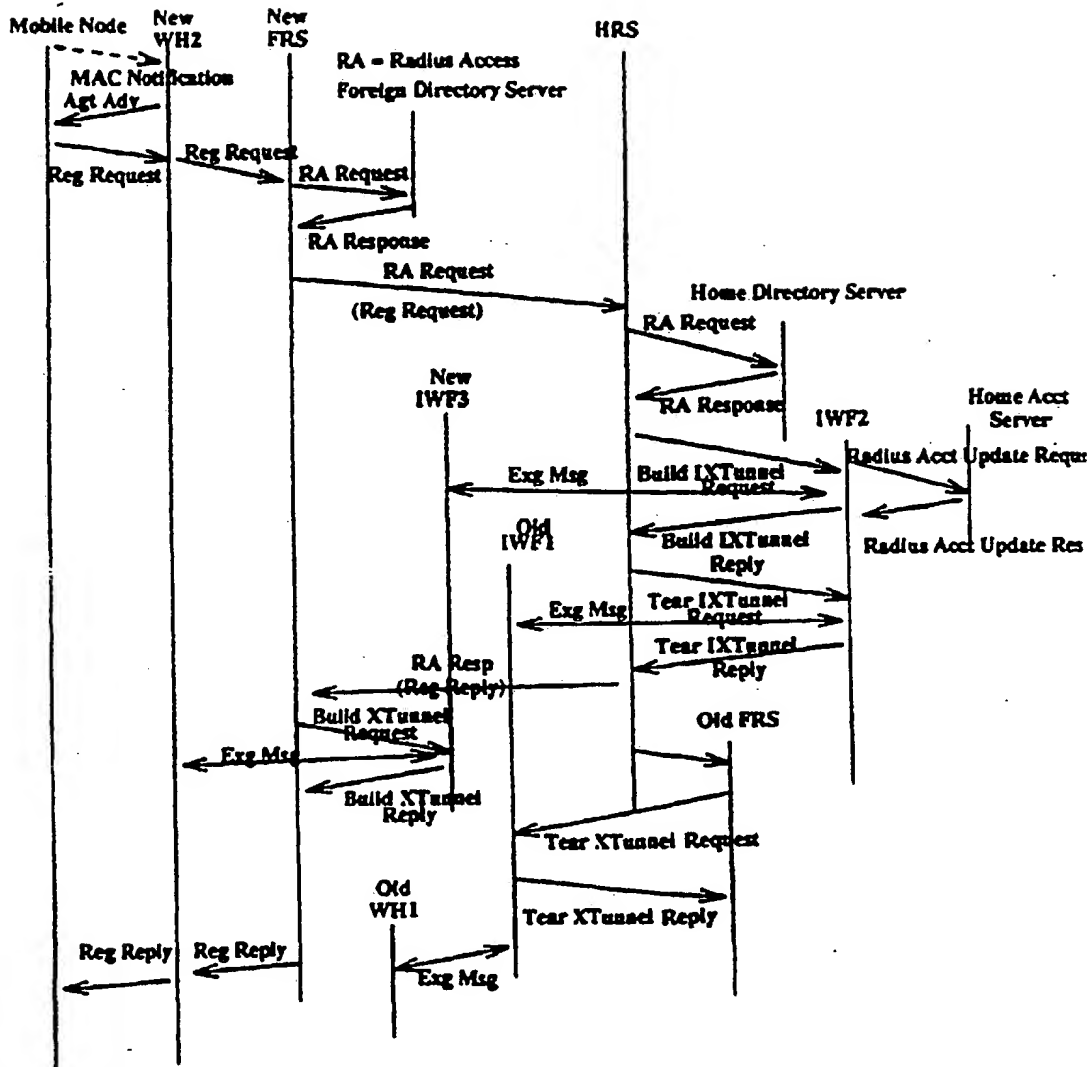 Mobile Node
New
WH2
New
FRS
HRS
RA = Radius Access
Foreign Directory Server
MAC Notification
Agt Adv
Reg Request
Reg Request
RA Request
RA Response
RA Request
(Reg Request)
Home Directory Server
RA Request
RA Response
New
IWF3
IWF2
Home Acct
Server
Radius Acct Update Reque
Exg Msg
Build IXTunnel
Request
Old
IWF1
Build IXTunnel
Reply
Radius Acct Update Res
Exg Msg
Tear IXTunnel
Request
Tear IXTunnel
Reply
RA Resp
(Reg Reply)
Build XTunnel
Request
Old FRS
Exg Msg
Build XTunnel
Reply
Tear XTunnel Request
Old
WH1
Tear XTunnel Reply
Reg Reply
Reg Reply
Exg Msg